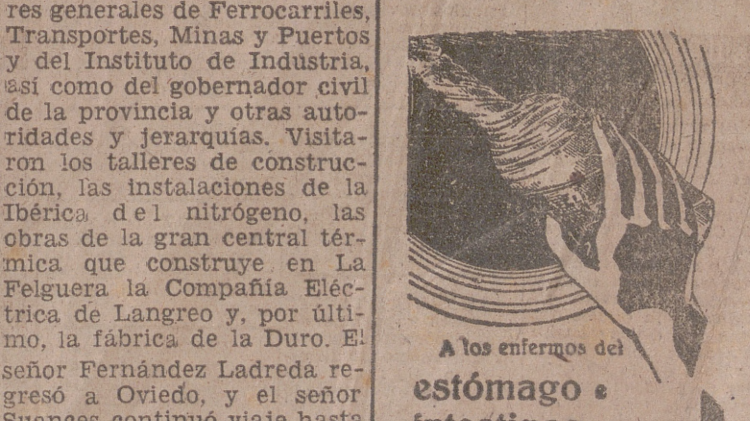 res generales de Ferrocarriles,
Transportes, Minas y Puertos
y del Instituto de Industria,
así como del gobernador civil
de la provincia y otras auto-
ridades y jerarquías. Visita-
ron los talleres de construc-
ción, las instalaciones de la
Ibérica del nitrógeno, las
obras de la gran central tér-
mica que construye en La
Felguera la Compañía Eléc-
trica de Langreo y, por últi-
mo, la fábrica de la Duro. El
señor Fernández Ladreda re-
gresó a Oviedo, y el señor
Suances continuó viaje hasta
A los enfermos del
estómago e